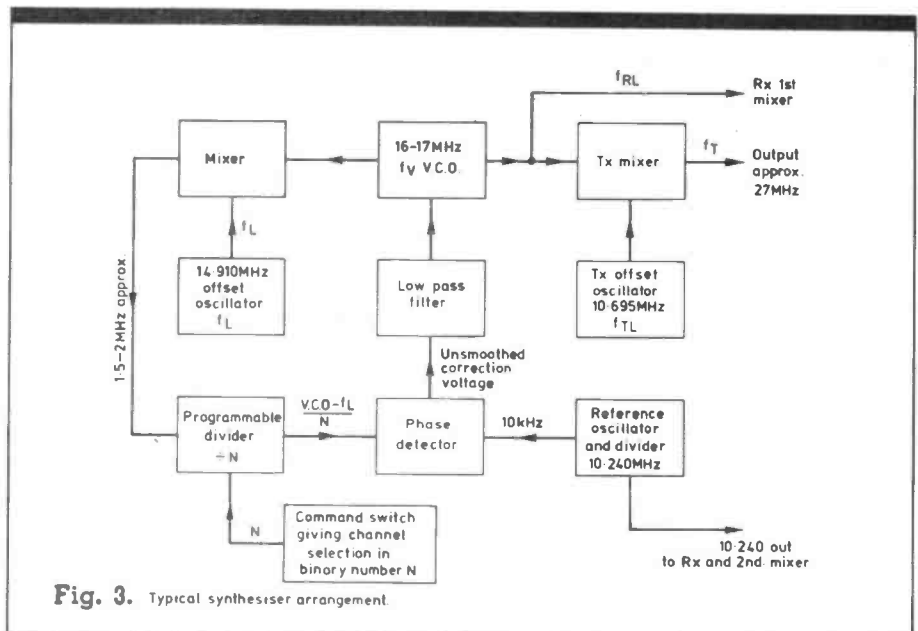 fRL
Rx 1st
mixer
Mixer
16-17MHz
fV V.C.O.
Tx mixer
fT
Output
approx.
27MHz
fL
14·910MHz
offset
oscillator
fL
Low pass
filter
Tx offset
oscillator
10·695MHz
fTL
1·5-2MHz approx.
Unsmoothed
correction
voltage
Programmable
divider
÷N
V.C.O-fL
N
Phase
detector
10kHz
Reference
oscillator
and divider
10·240MHz
N
Command switch
giving channel
selection in
binary number N
10·240 out
to Rx and 2nd mixer
Fig. 3. Typical synthesiser arrangement.